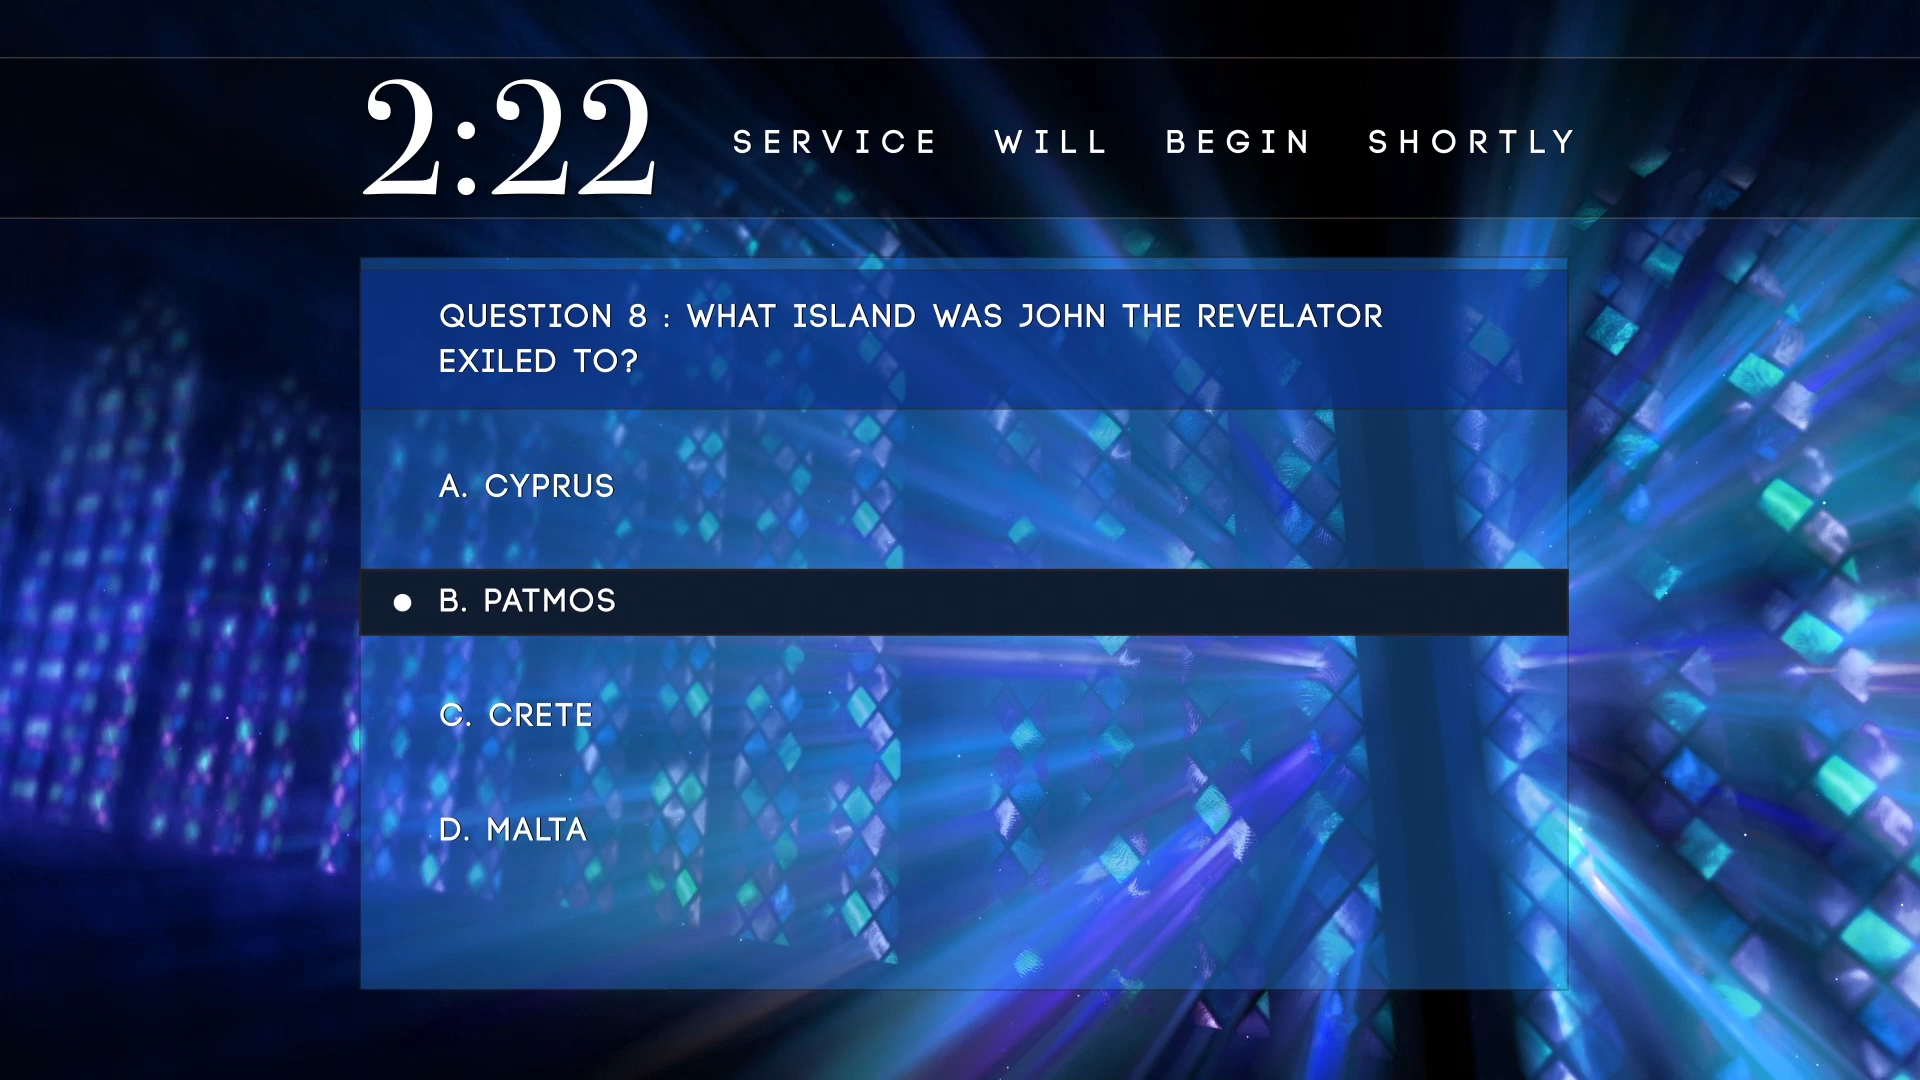 2:22 SERVICE WILL BEGIN SHORTLY
QUESTION 8 : WHAT ISLAND WAS JOHN THE REVELATOR
EXILED TO?
A. CYPRUS
B. PATMOS
C. CRETE
D. MALTA